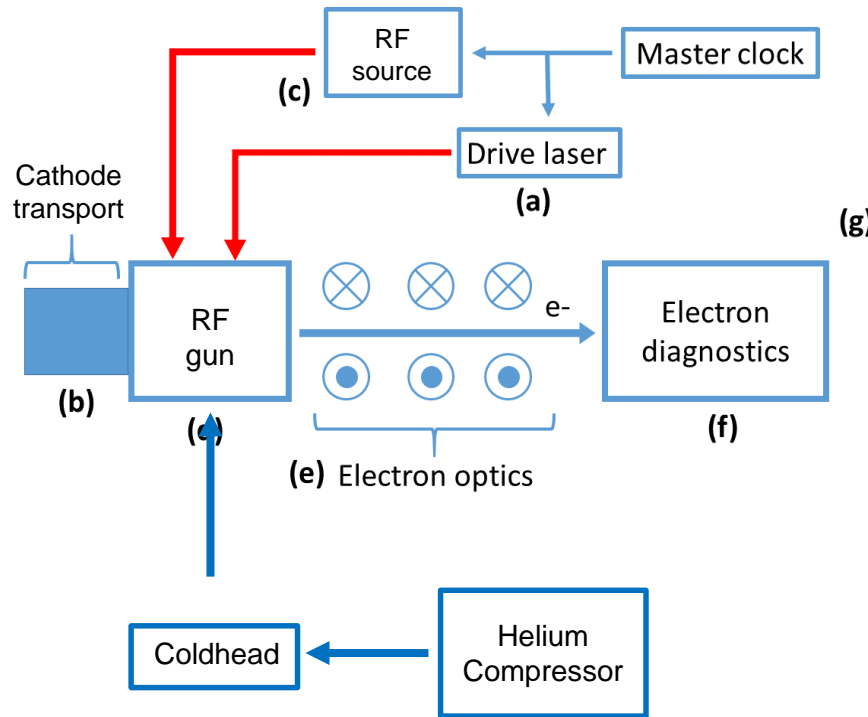 RF
source
Master clock
(c)
Drive laser
(a)
Cathode
transport
(g)
RF
gun
e-
Electron
diagnostics
(b)
(f)
(e) Electron optics
Coldhead
Helium
Compressor